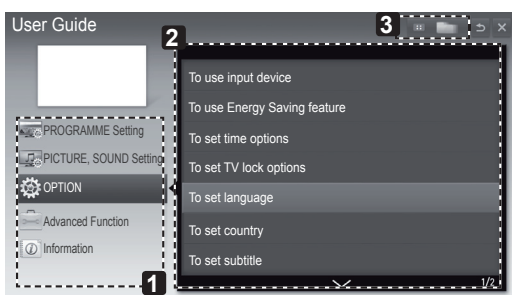 User Guide
2
3
To use input device
To use Energy Saving feature
To set time options
To set TV lock options
To set language
To set country
To set subtitle
1/2
PROGRAMME Setting
PICTURE, SOUND Setting
OPTION
Advanced Function
Information
1